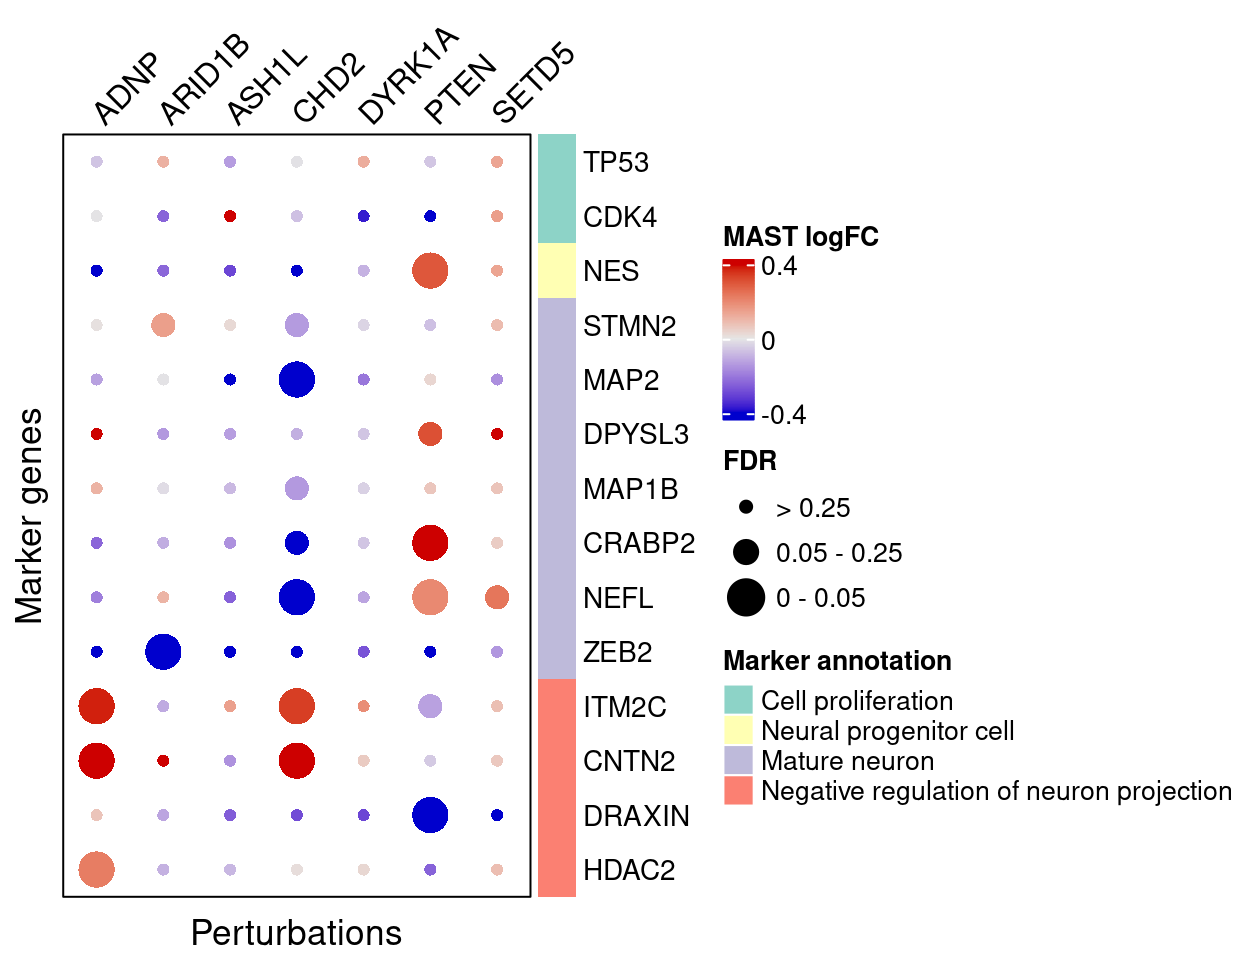 ADNP
ARID1B
ASH1L
CHD2
DYRK1A
PTEN
SETD5
TP53
CDK4
NES
STMN2
MAP2
DPYSL3
MAP1B
CRABP2
NEFL
ZEB2
ITM2C
CNTN2
DRAXIN
HDAC2
Marker genes
Perturbations
MAST logFC
0.4
0
-0.4
FDR
> 0.25
0.05 - 0.25
0 - 0.05
Marker annotation
Cell proliferation
Neural progenitor cell
Mature neuron
Negative regulation of neuron projection